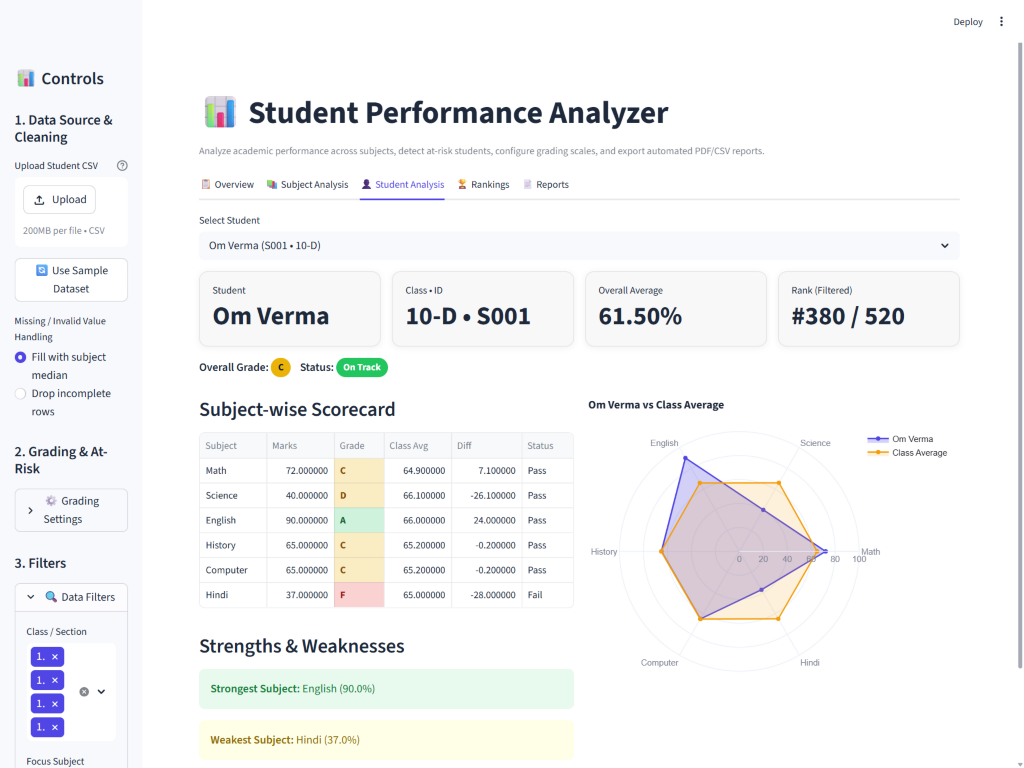 Deploy
Controls
1. Data Source &
Cleaning
Upload Student CSV
Upload
200MB per file • CSV
Use Sample
Dataset
Missing / Invalid Value
Handling
Fill with subject
median
Drop incomplete
rows
2. Grading & At-
Risk
Grading
Settings
3. Filters
Data Filters
Class / Section
1. ×
1. ×
1. ×
1. ×
Focus Subject
Student Performance Analyzer
Analyze academic performance across subjects, detect at-risk students, configure grading scales, and export automated PDF/CSV reports.
Overview Subject Analysis Student Analysis Rankings Reports
Select Student
Om Verma (S001 • 10-D)
Student
Om Verma
Class • ID
10-D • S001
Overall Average
61.50%
Rank (Filtered)
#380 / 520
Overall Grade: C Status: On Track
Subject-wise Scorecard
Subject Marks Grade Class Avg Diff Status
Math 72.000000 C 64.900000 7.100000 Pass
Science 40.000000 D 66.100000 -26.100000 Pass
English 90.000000 A 66.000000 24.000000 Pass
History 65.000000 C 65.200000 -0.200000 Pass
Computer 65.000000 C 65.200000 -0.200000 Pass
Hindi 37.000000 F 65.000000 -28.000000 Fail
Strengths & Weaknesses
Strongest Subject: English (90.0%)
Weakest Subject: Hindi (37.0%)
Om Verma vs Class Average
English
Science
History
Math
0 20 40 60 80 100
Computer
Hindi
Om Verma
Class Average